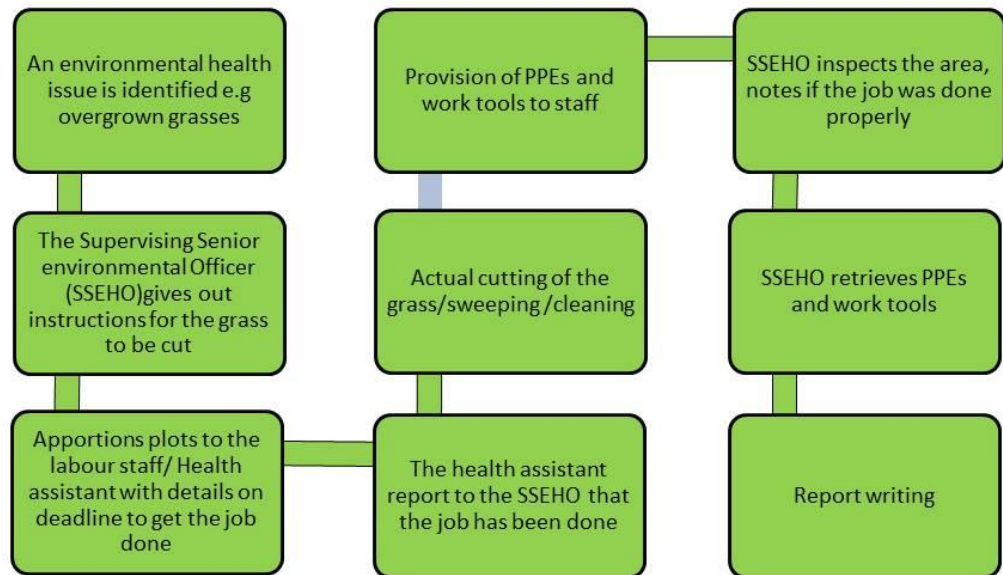 An environmental health
issue is identified e.g
overgrown grasses
The Supervising Senior
environmental Officer
(SSEHO)gives out
instructions for the grass
to be cut
Apportions plots to the
labour staff/ Health
assistant with details on
deadline to get the job
done
The health assistant
report to the SSEHO that
the job has been done
Actual cutting of the
grass/sweeping /cleaning
Provision of PPEs and
work tools to staff
SSEHO inspects the area,
notes if the job was done
properly
SSEHO retrieves PPEs
and work tools
Report writing